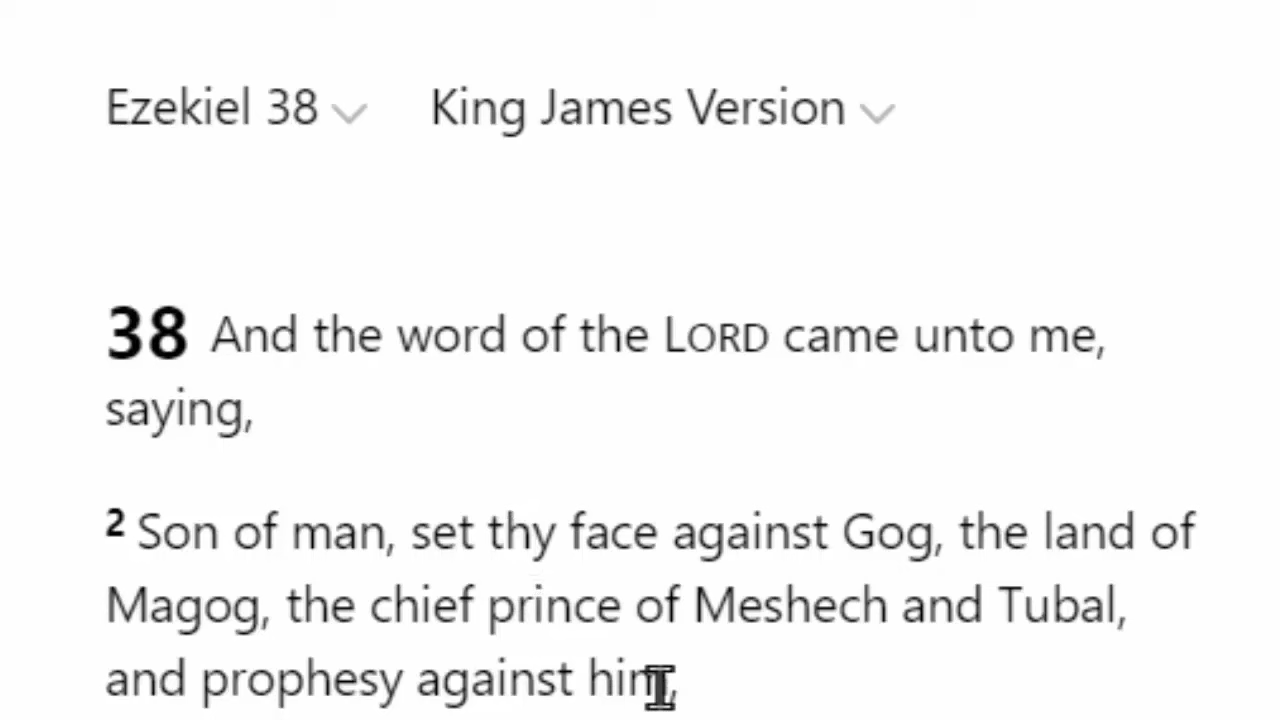 Ezekiel 38 King James Version
38 And the word of the LORD came unto me,
saying,
2 Son of man, set thy face against Gog, the land of
Magog, the chief prince of Meshech and Tubal,
and prophesy against him,